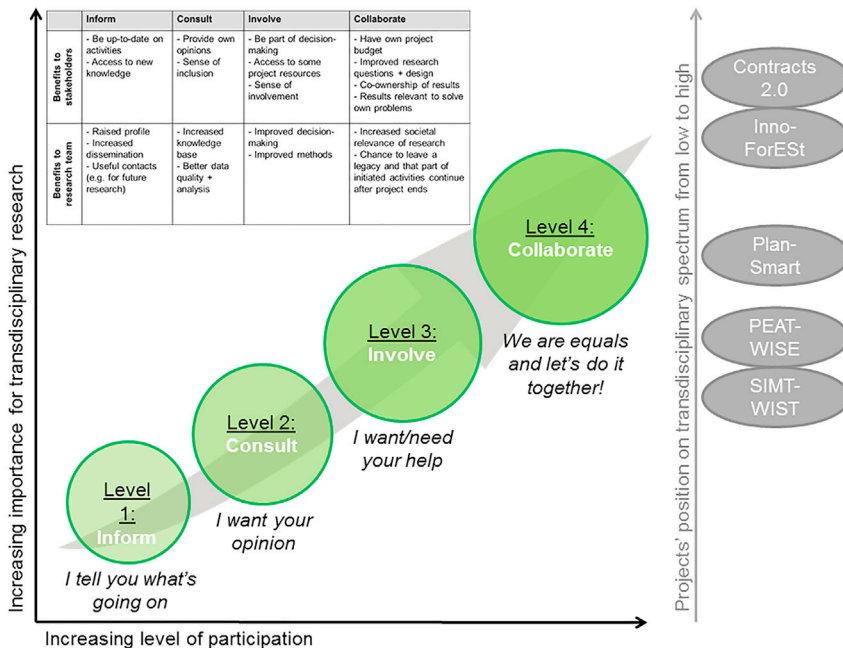 Inform
Consult
Involve
Collaborate
Benefits to
stakeholders
- Be up-to-date on
activities
- Access to new
knowledge
- Provide own
opinions
- Sense of
inclusion
- Be part of decision-
making
- Access to some
project resources
- Sense of
involvement
- Have own project
budget
- Improved research
questions + design
- Co-ownership of results
- Results relevant to solve
own problems
Benefits to
research team
- Raised profile
- Increased
dissemination
- Useful contacts
(e.g. for future
research)
- Increased
knowledge
base
- Better data
quality +
analysis
- Improved decision-
making
- Improved methods
- Increased societal
relevance of research
- Chance to leave a
legacy and that part of
initiated activities continue
after project ends
Increasing importance for transdisciplinary research
Level
1:
Inform
I tell you what's
going on
Level 2:
Consult
I want your
opinion
Level 3:
Involve
I want/need
your help
Level 4:
Collaborate
We are equals
and let's do it
together!
Increasing level of participation
Projects' position on transdisciplinary spectrum from low to high
Contracts
2.0
Inno-
ForESt
Plan-
Smart
PEAT-
WISE
SIMT-
WIST